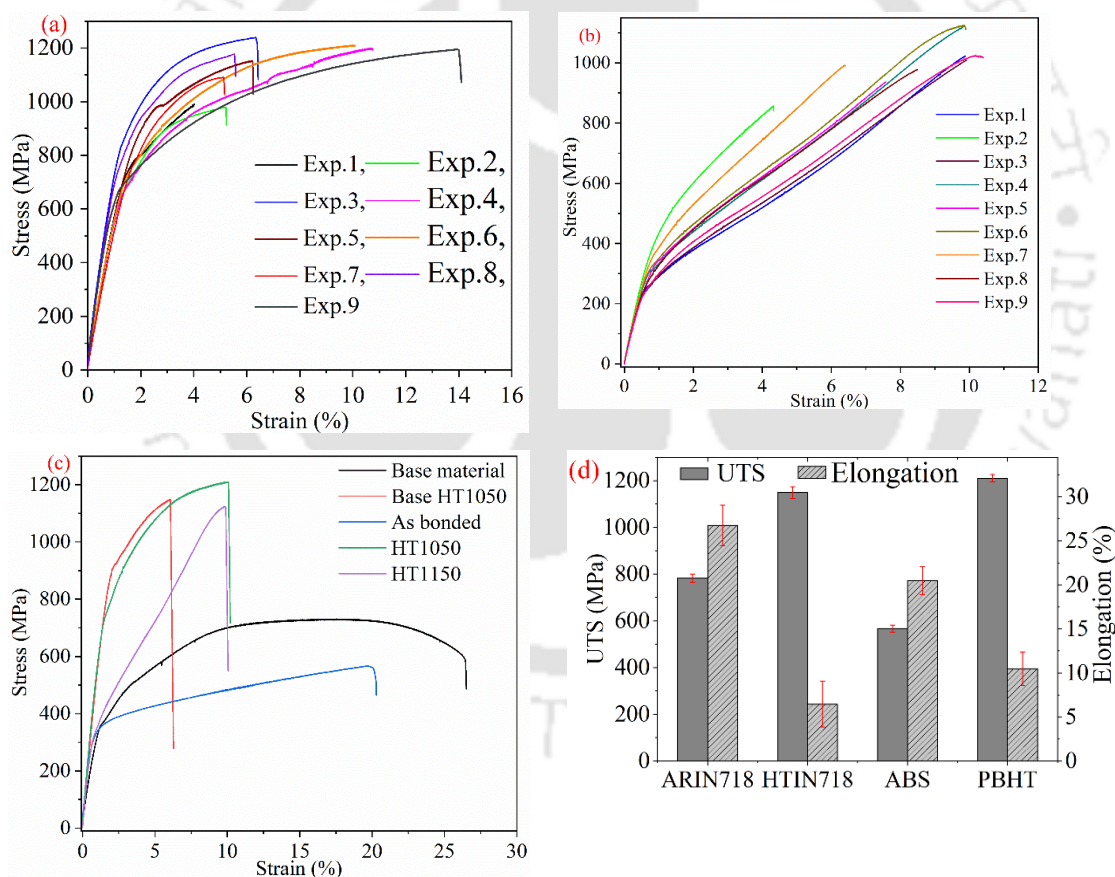 (a)
1200
1000
800
600
400
200
0
Stress (MPa)
Exp.1, Exp.2,
Exp.3, Exp.4,
Exp.5, Exp.6,
Exp.7, Exp.8,
Exp.9
0 2 4 6 8 10 12 14 16
Strain (%)
(b)
1000
800
600
400
200
0
Stress (MPa)
Exp.1
Exp.2
Exp.3
Exp.4
Exp.5
Exp.6
Exp.7
Exp.8
Exp.9
0 2 4 6 8 10 12
Strain (%)
(c)
1200
1000
800
600
400
200
0
Stress (MPa)
Base material
Base HT1050
As bonded
HT1050
HT1150
0 5 10 15 20 25 30
Strain (%)
(d)
UTS Elongation
1200
1000
800
600
400
200
0
UTS (MPa)
30
25
20
15
10
5
0
Elongation (%)
ARIN718 HTIN718 ABS PBHT